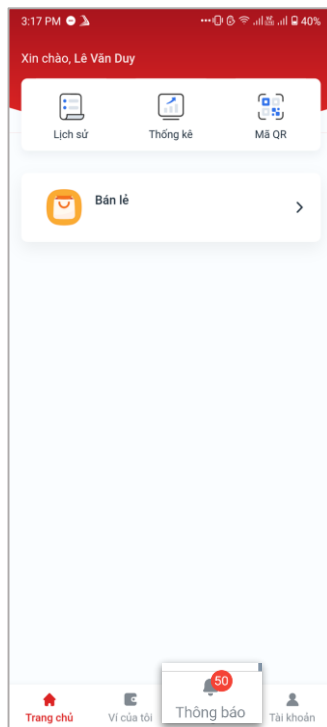 3:17 PM
40%
Xin chào, Lê Văn Duy
Lịch sử
Thống kê
Mã QR
Bán lẻ
50
Trang chủ
Ví của tôi
Thông báo
Tài khoản